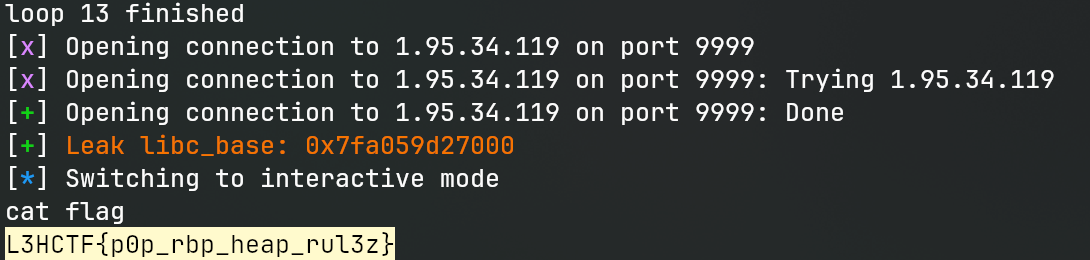 loop 13 finished
[x] Opening connection to 1.95.34.119 on port 9999
[x] Opening connection to 1.95.34.119 on port 9999: Trying 1.95.34.119
[+] Opening connection to 1.95.34.119 on port 9999: Done
[+] Leak libc_base: 0x7fa059d27000
[*] Switching to interactive mode
cat flag
L3HCTF{p0p_rbp_heap_rul3z}